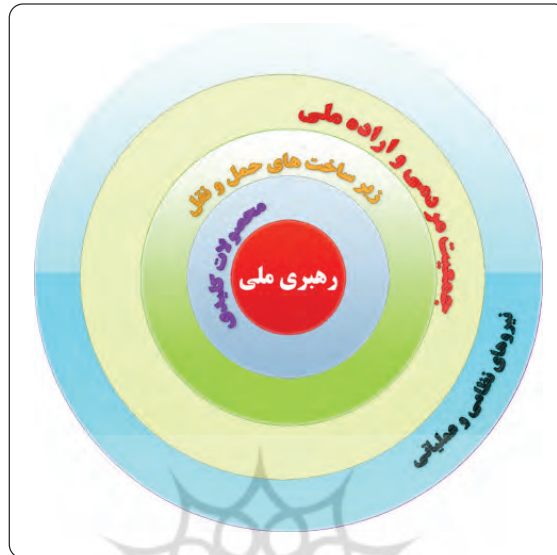 جمعیت مردمی و اراده ملی
زیر ساخت های حمل و نقل
محصولات کلیدی
رهبری ملی
نیروهای نظامی و عملیاتی